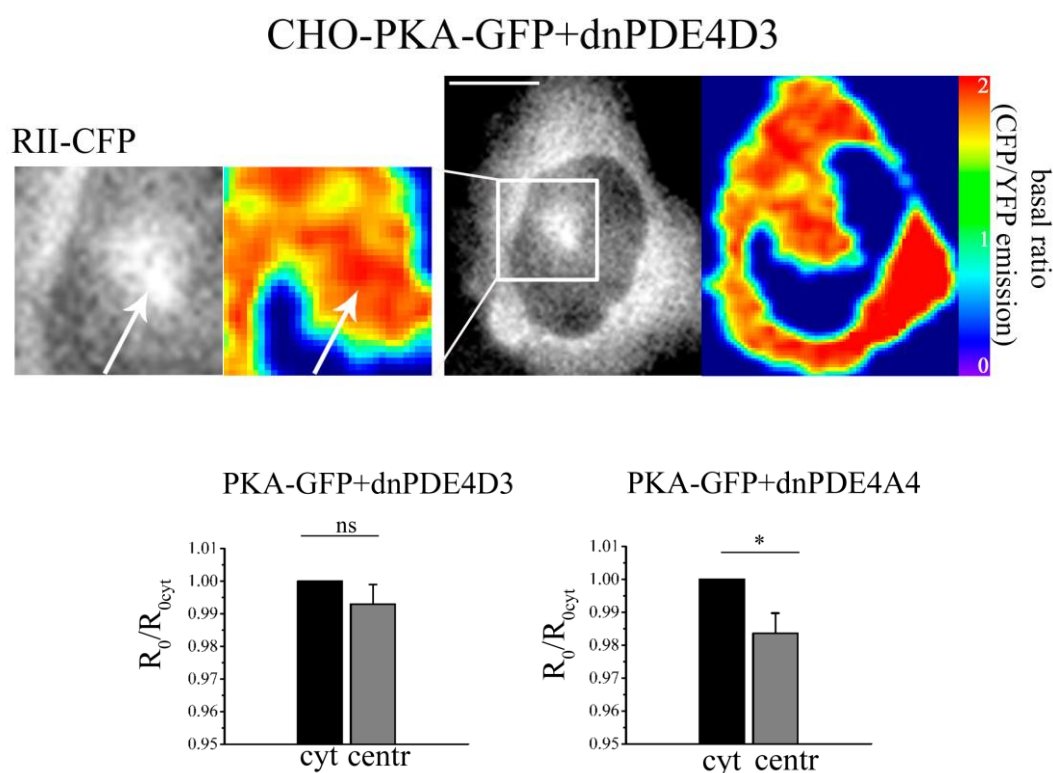 CHO-PKA-GFP+dnPDE4D3
RII-CFP
2
1
0
basal ratio
(CFP/YFP emission)
PKA-GFP+dnPDE4D3
ns
1.01
1.00
0.99
0.98
0.97
0.96
0.95
R0/R0cyt
cyt centr
PKA-GFP+dnPDE4A4
*
1.01
1.00
0.99
0.98
0.97
0.96
0.95
R0/R0cyt
cyt centr